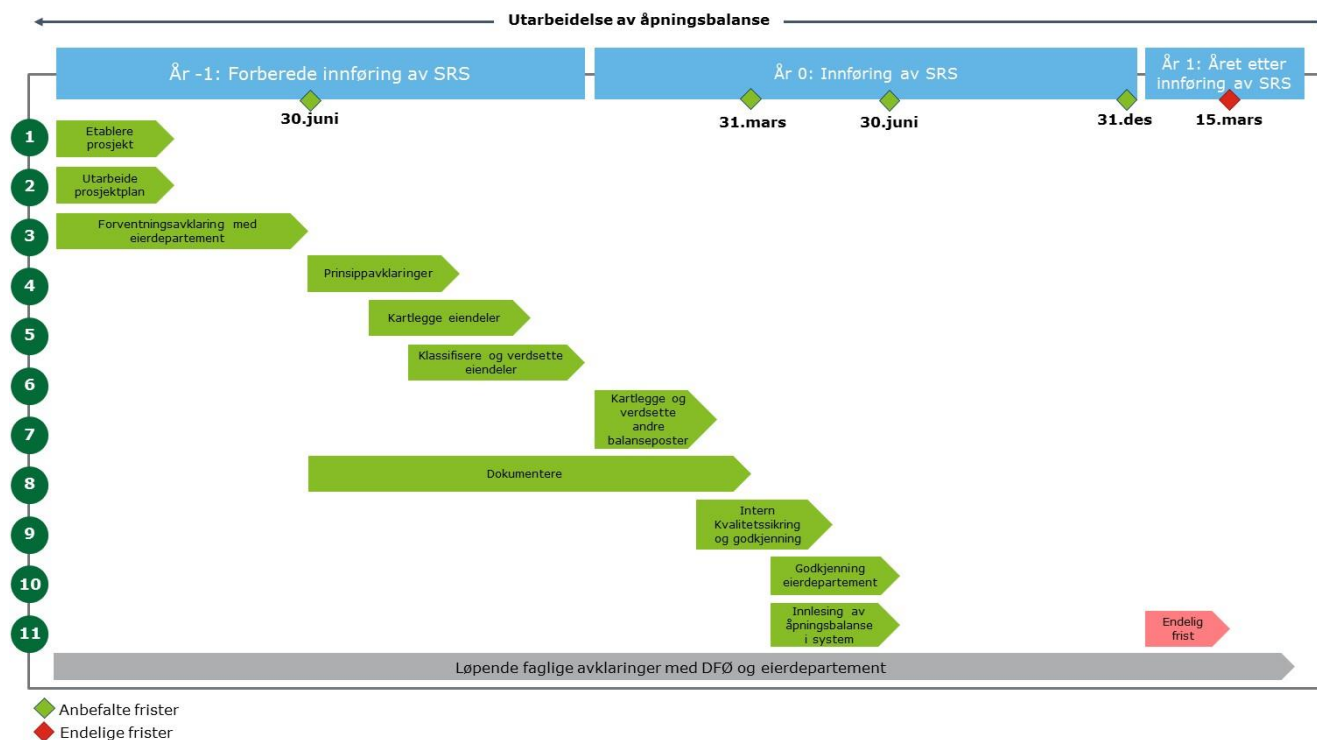 Utarbeidelse av åpningsbalanse
År -1: Forberede innføring av SRS
År 0: Innføring av SRS
År 1: Året etter
innføring av SRS
30.juni
31.mars
30.juni
31.des
15.mars
1
Etablere
prosjekt
2
Utarbeide
prosjektplan
3
Forventningsavklaring med
eierdepartement
4
Prinsippavklaringer
5
Kartlegge eiendeler
6
Klassifisere og verdsette
eiendeler
7
Kartlegge og
verdsette
andre
balanseposter
8
Dokumentere
9
Intern
Kvalitetssikring
og godkjenning
10
Godkjenning
eierdepartement
11
Innlesing av
åpningsbalanse
i system
Endelig
frist
Løpende faglige avklaringer med DFØ og eierdepartement
Anbefalte frister
Endelige frister